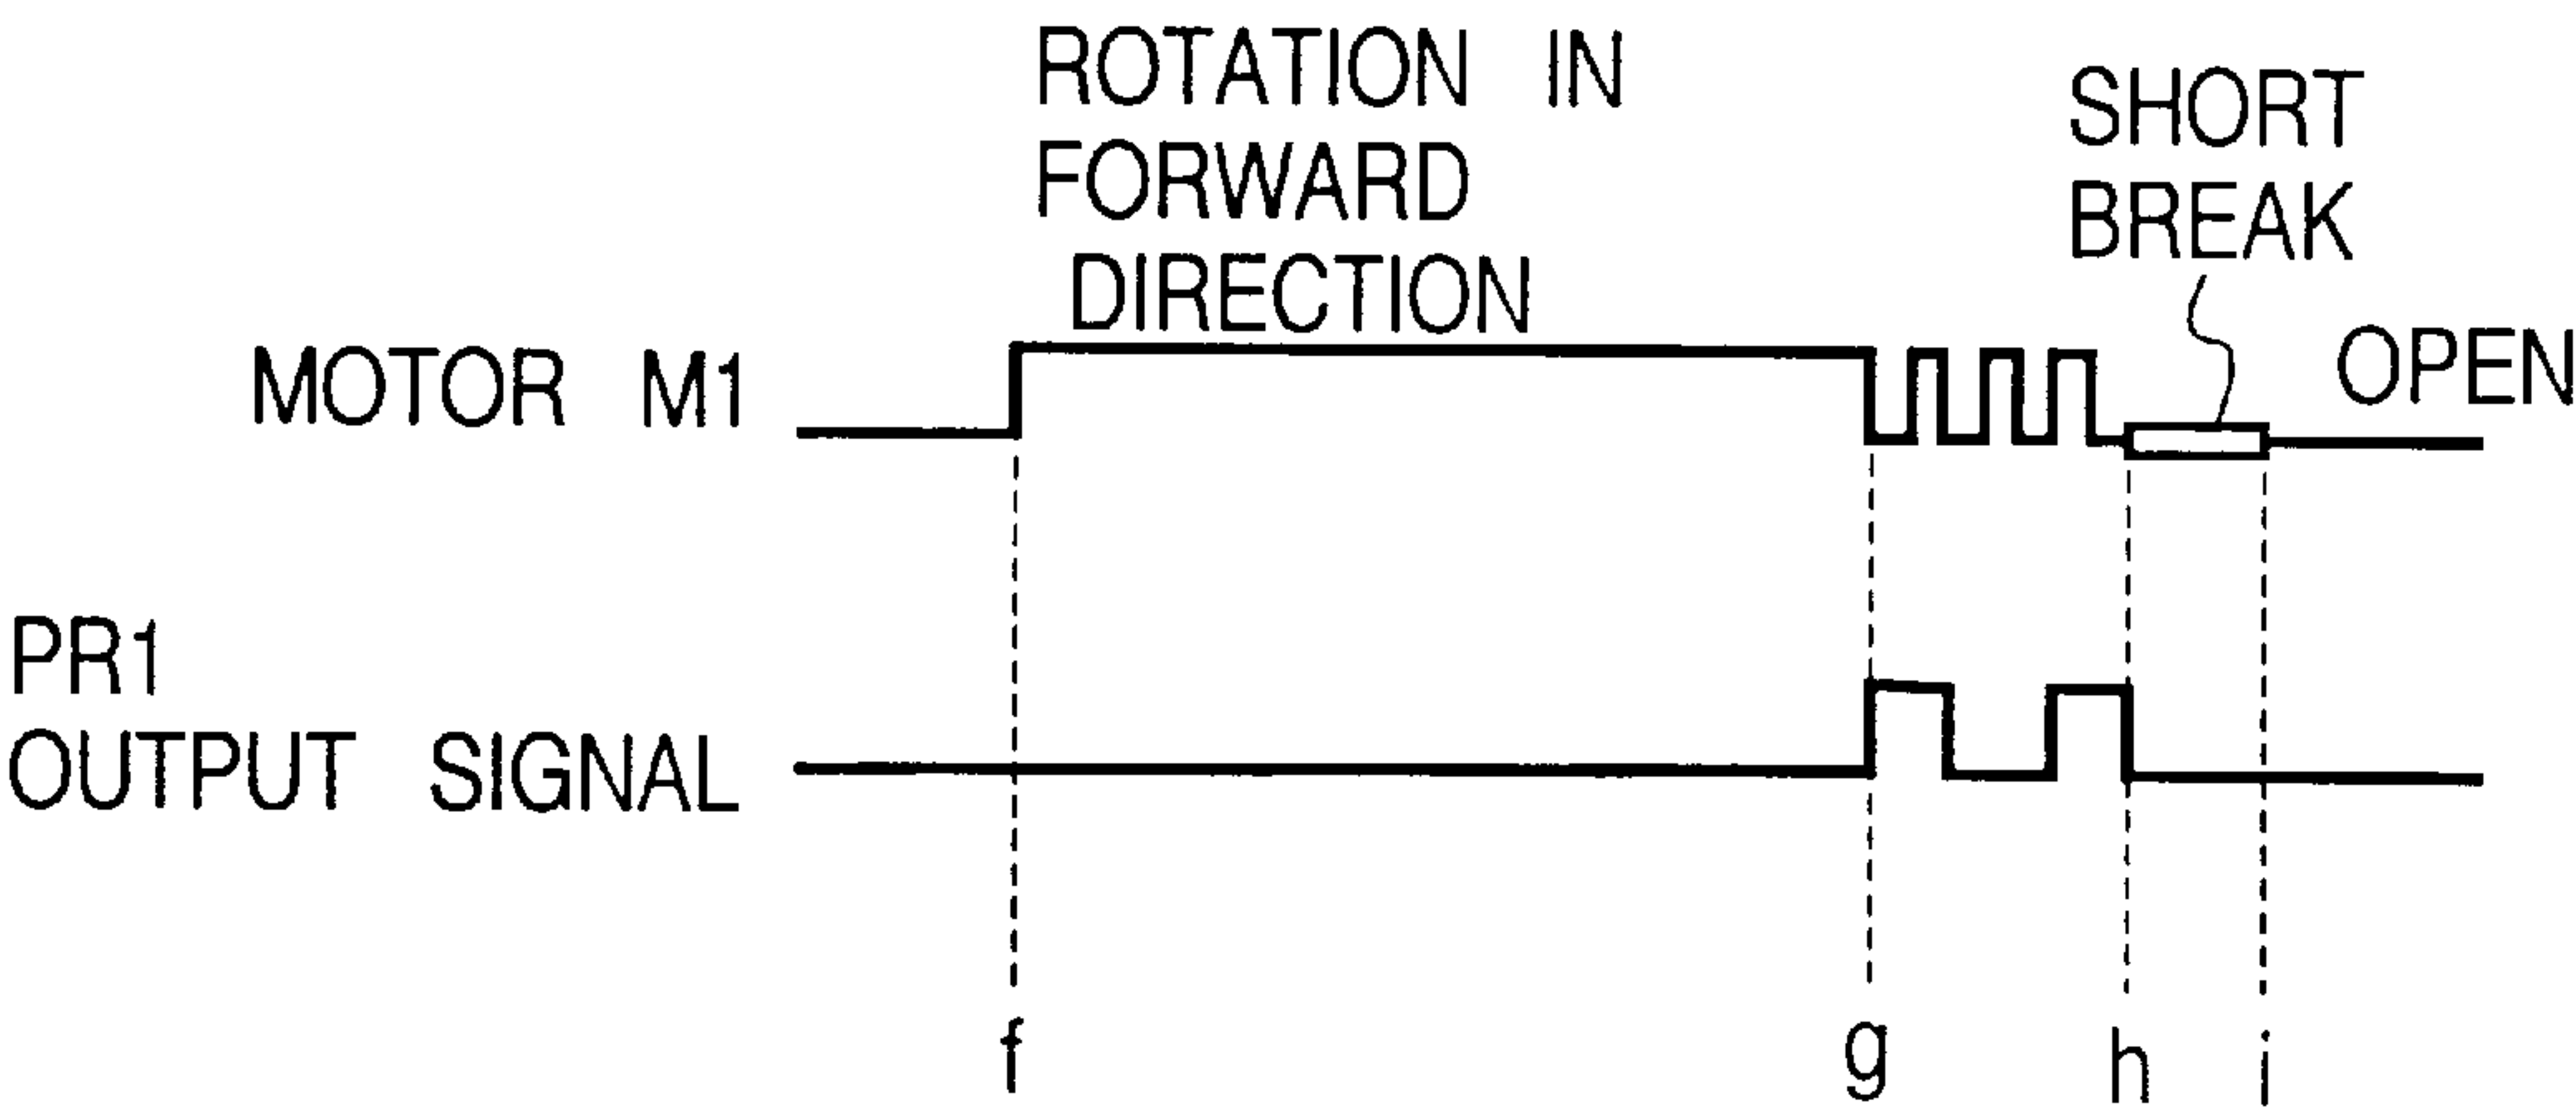 ROTATION IN
FORWARD
DIRECTION
SHORT
BREAK
MOTOR M1
OPEN
PR1
OUTPUT SIGNAL
f
g
h
i